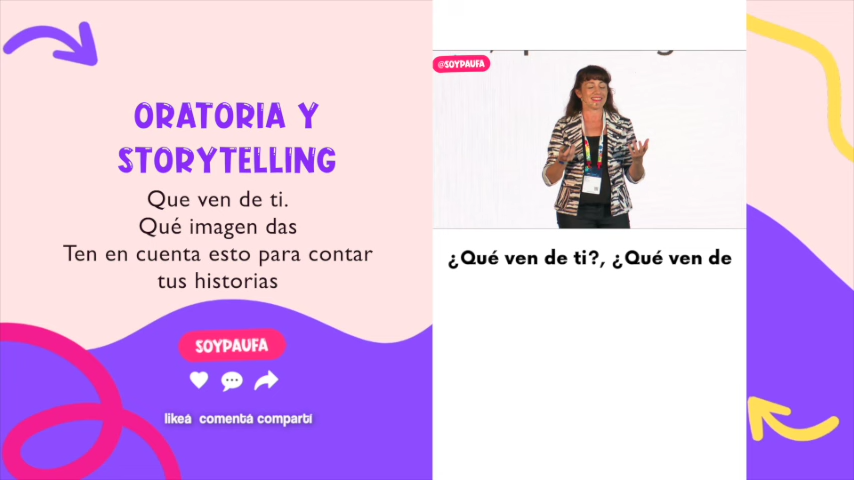 ORATORIA Y
STORYTELLING
Que ven de ti.
Qué imagen das
Ten en cuenta esto para contar
tus historias
SOYPAUFA
likeá comentá compartí
@SOYPAUFA
¿Qué ven de ti?, ¿Qué ven de